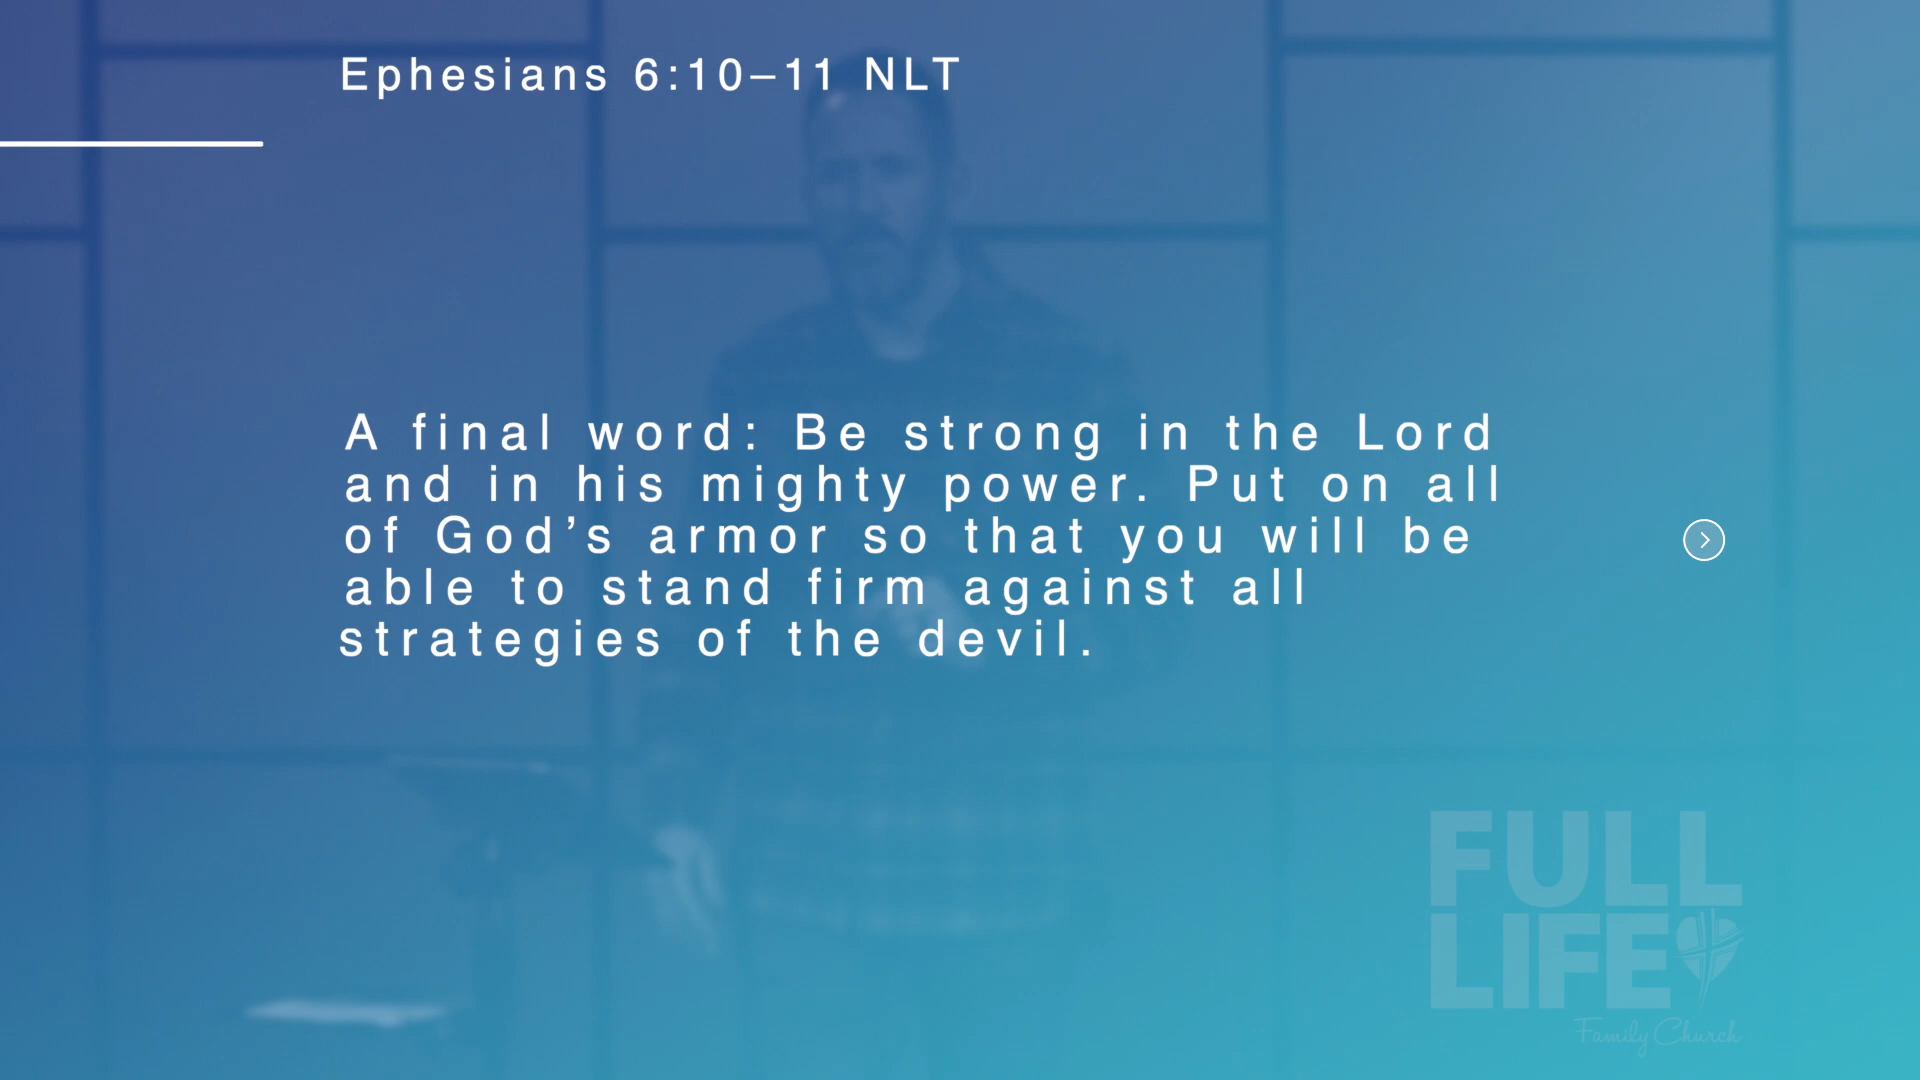 Ephesians 6:10–11 NLT
A final word: Be strong in the Lord
and in his mighty power. Put on all
of God’s armor so that you will be
able to stand firm against all
strategies of the devil.
FULL
LIFE
Family Church